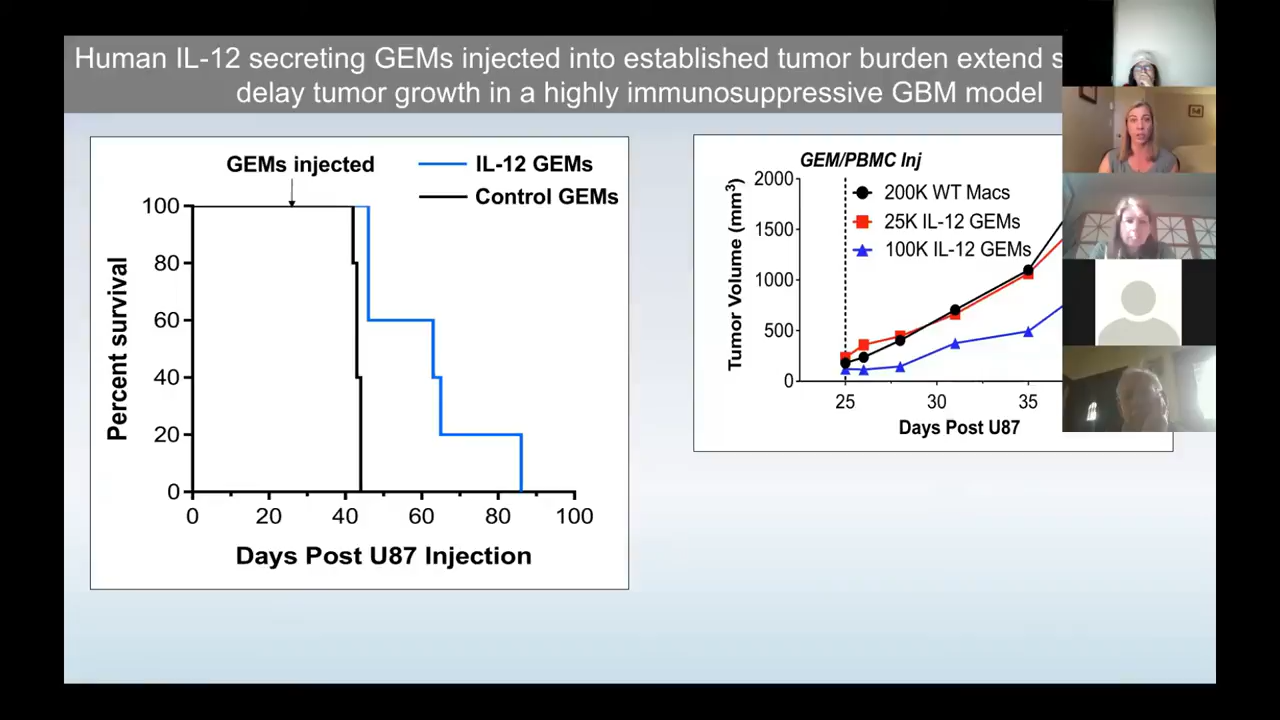 Human IL-12 secreting GEMs injected into established tumor burden extend
delay tumor growth in a highly immunosuppressive GBM model
GEMs injected
IL-12 GEMs
Control GEMs
Percent survival
100
80
60
40
20
0
0 20 40 60 80 100
Days Post U87 Injection
GEM/PBMC Inj
200K WT Macs
25K IL-12 GEMs
100K IL-12 GEMs
Tumor Volume (mm³)
2000
1500
1000
500
0
25 30 35
Days Post U87